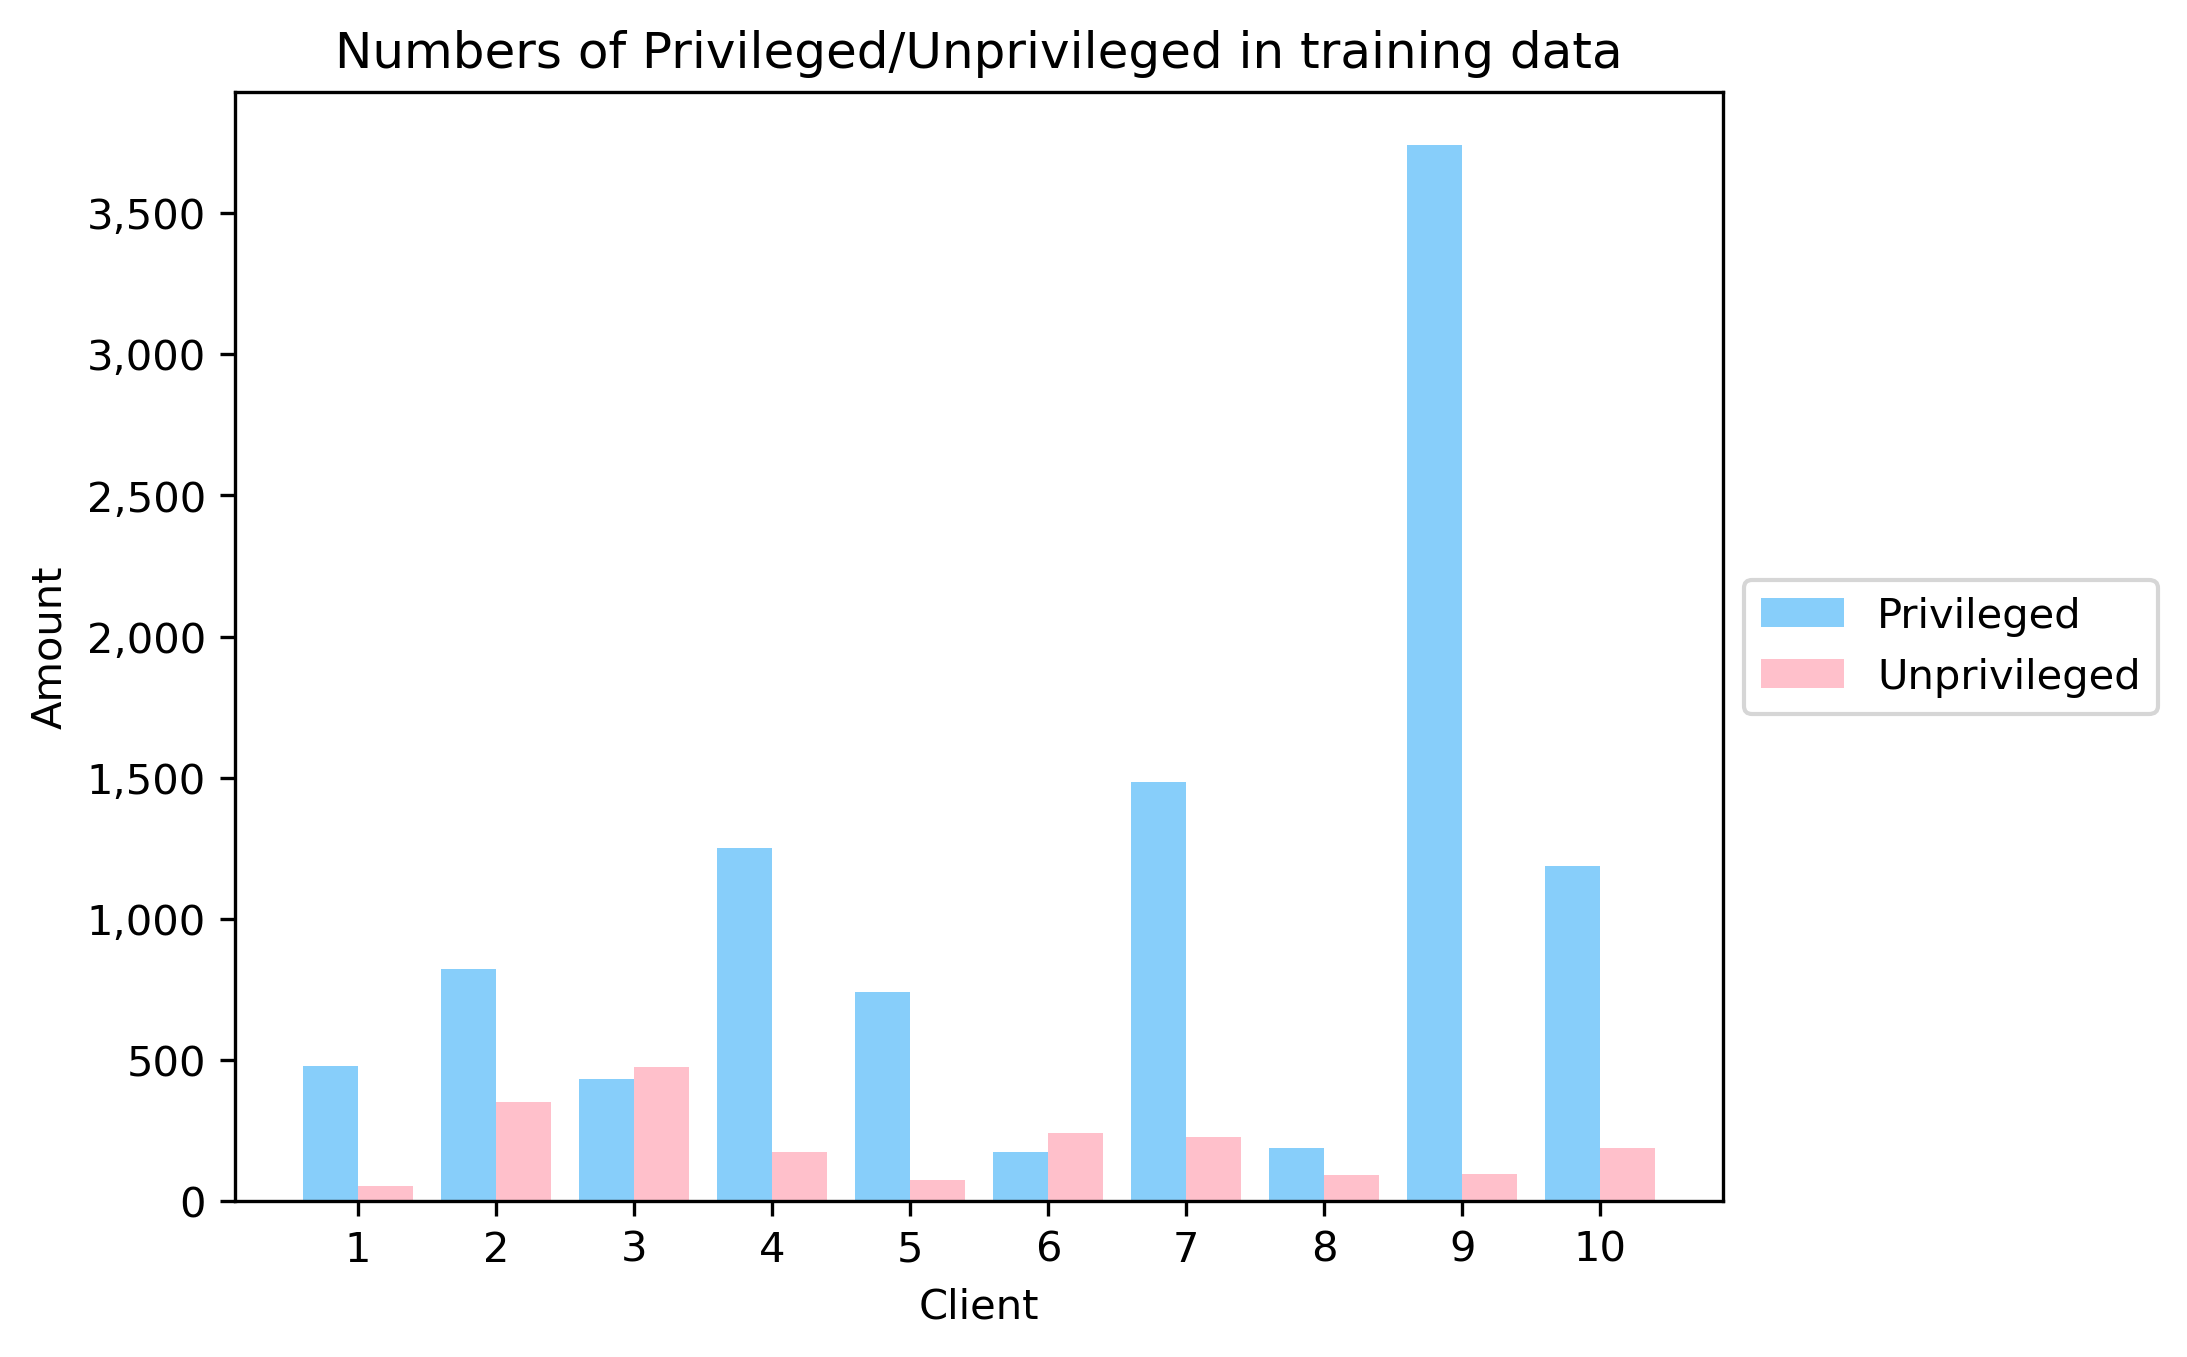 Numbers of Privileged/Unprivileged in training data
3,500
3,000
2,500
2,000
1,500
1,000
500
0
Amount
1 2 3 4 5 6 7 8 9 10
Client
Privileged
Unprivileged